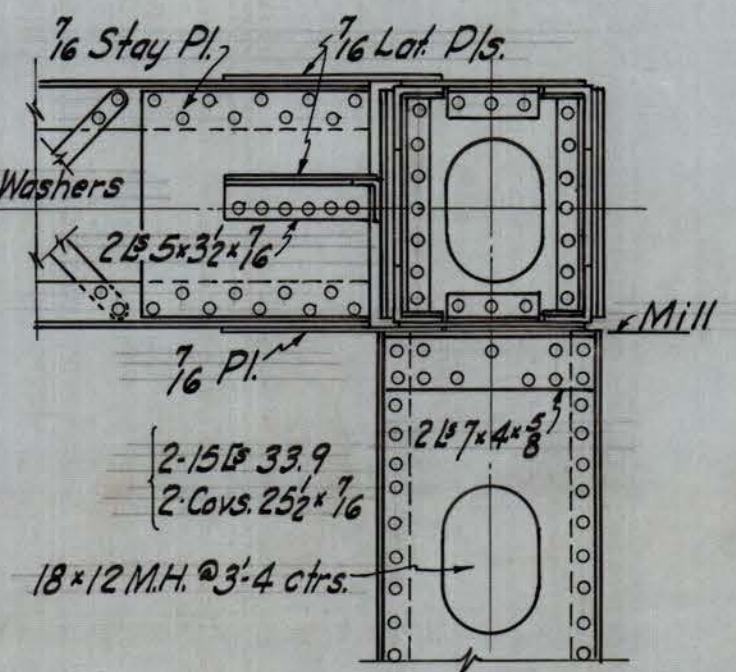 7/16 Stay Pl.
7/16 Lat. Pls.
Washers
2 Ls 5×3½×7/16
Mill
7/16 Pl.
2 Ls 7×4×5/8
2-15 [s 33.9
2-Covs. 25½×7/16
18×12 M.H. @ 3'-4 ctrs.